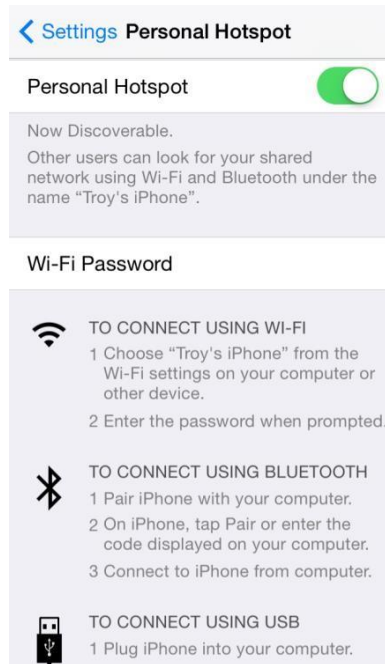 Settings Personal Hotspot
Personal Hotspot
Now Discoverable.
Other users can look for your shared
network using Wi-Fi and Bluetooth under the
name “Troy's iPhone”.
Wi-Fi Password
TO CONNECT USING WI-FI
1 Choose “Troy's iPhone” from the
Wi-Fi settings on your computer or
other device.
2 Enter the password when prompted.
TO CONNECT USING BLUETOOTH
1 Pair iPhone with your computer.
2 On iPhone, tap Pair or enter the
code displayed on your computer.
3 Connect to iPhone from computer.
TO CONNECT USING USB
1 Plug iPhone into your computer.